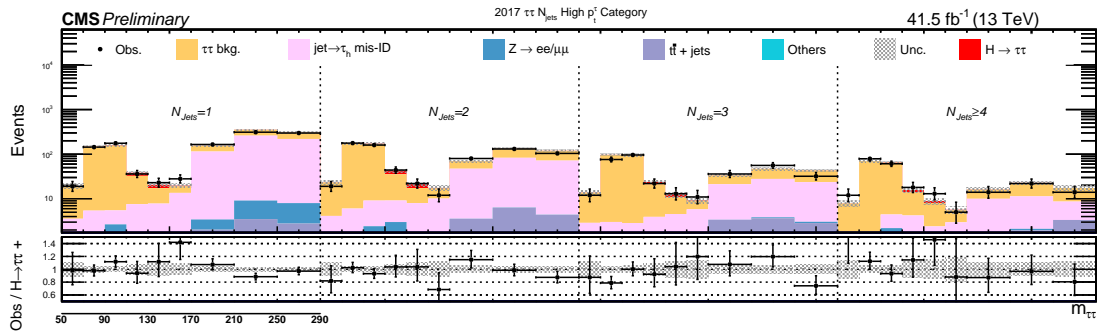 CMS Preliminary
2017 ττ N_jets High p_t^τ Category
41.5 fb⁻¹ (13 TeV)
Obs.
ττ bkg.
jet→τ_h mis-ID
Z → ee/μμ
tt̄ + jets
Others
Unc.
H → ττ
10⁴
10³
10²
10
Events
N_Jets=1
N_Jets=2
N_Jets=3
N_Jets≥4
1.4
1.2
1.0
0.8
0.6
Obs / H→ττ +
50 90 130 170 210 250 290
m_ττ